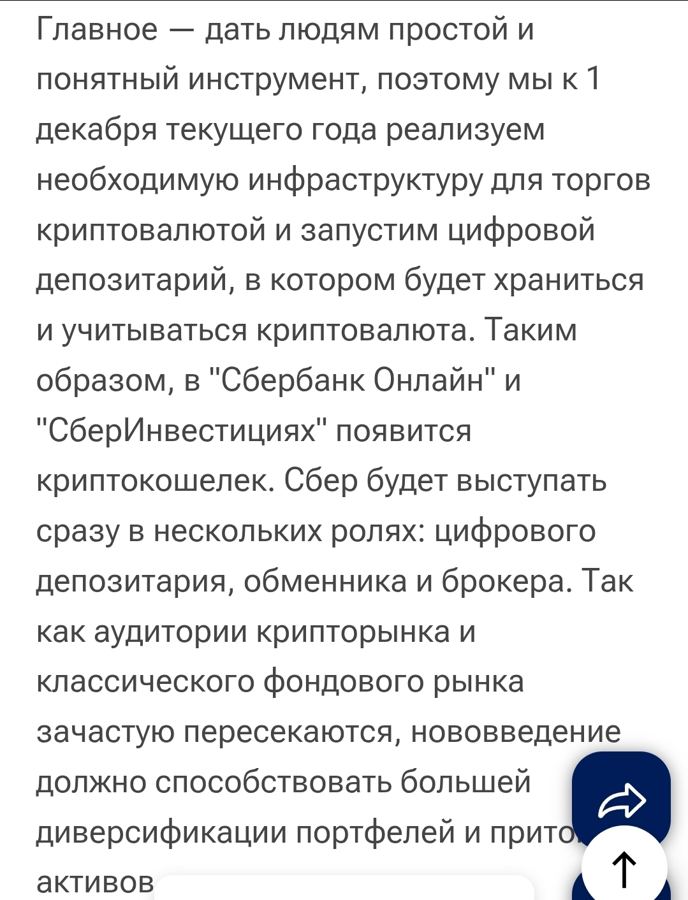 Главное — дать людям простой и
понятный инструмент, поэтому мы к 1
декабря текущего года реализуем
необходимую инфраструктуру для торгов
криптовалютой и запустим цифровой
депозитарий, в котором будет храниться
и учитываться криптовалюта. Таким
образом, в "Сбербанк Онлайн" и
"СберИнвестициях" появится
криптокошелек. Сбер будет выступать
сразу в нескольких ролях: цифрового
депозитария, обменника и брокера. Так
как аудитории крипторынка и
классического фондового рынка
зачастую пересекаются, нововведение
должно способствовать большей
диверсификации портфелей и
активов